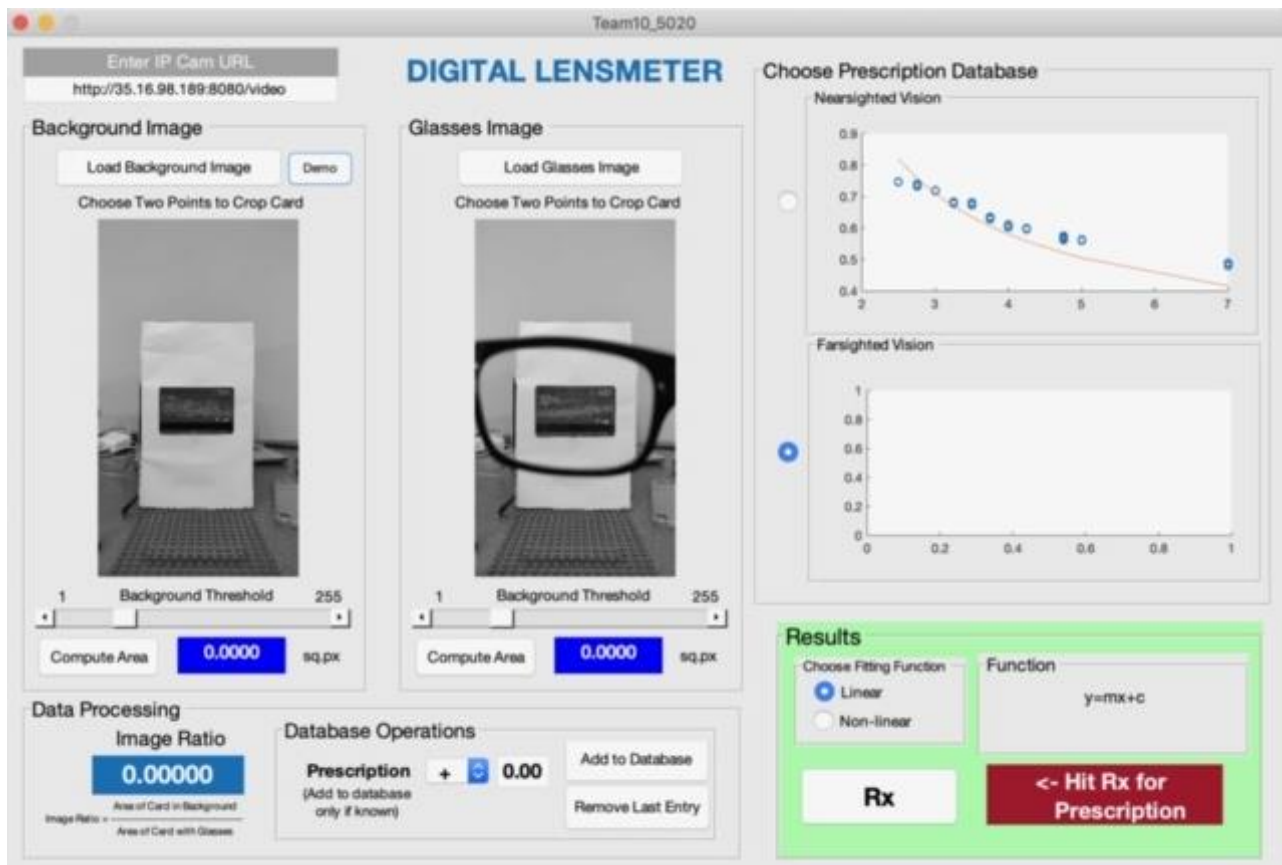 Team10_5020
Enter IP Cam URL
http://35.16.98.189:8080/video
DIGITAL LENSMETER
Background Image
Load Background Image
Demo
Choose Two Points to Crop Card
1
Background Threshold
255
Compute Area
0.0000
sq.px
Glasses Image
Load Glasses Image
Choose Two Points to Crop Card
1
Background Threshold
255
Compute Area
0.0000
sq.px
Choose Prescription Database
Nearsighted Vision
0.9
0.8
0.7
0.6
0.5
0.4
2 3 4 5 6 7
Farsighted Vision
1
0.8
0.6
0.4
0.2
0
0 0.2 0.4 0.6 0.8 1
Data Processing
Image Ratio
0.00000
Image Ratio =
Area of Card in Background
Area of Card with Glasses
Database Operations
Prescription
(Add to database
only if known)
+
0.00
Add to Database
Remove Last Entry
Results
Choose Fitting Function
Linear
Non-linear
Function
y=mx+c
Rx
<- Hit Rx for
Prescription